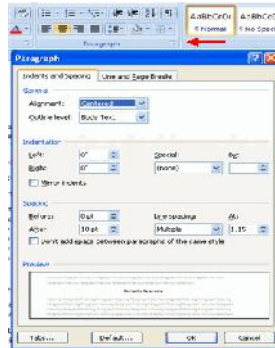 AaBbCcDc AaBbCcD
¶ Normal ¶ No Spac
Paragraph
Paragraph
Indents and Spacing Line and Page Breaks
General
Alignment: Centered
Outline level: Body Text
Indentation
Left: 0" Special: By:
Right: 0" (none)
Mirror indents
Spacing
Before: 0 pt Line spacing: At:
After: 10 pt Multiple 1.15
Don't add space between paragraphs of the same style
Preview
Tabs... Default... OK Cancel